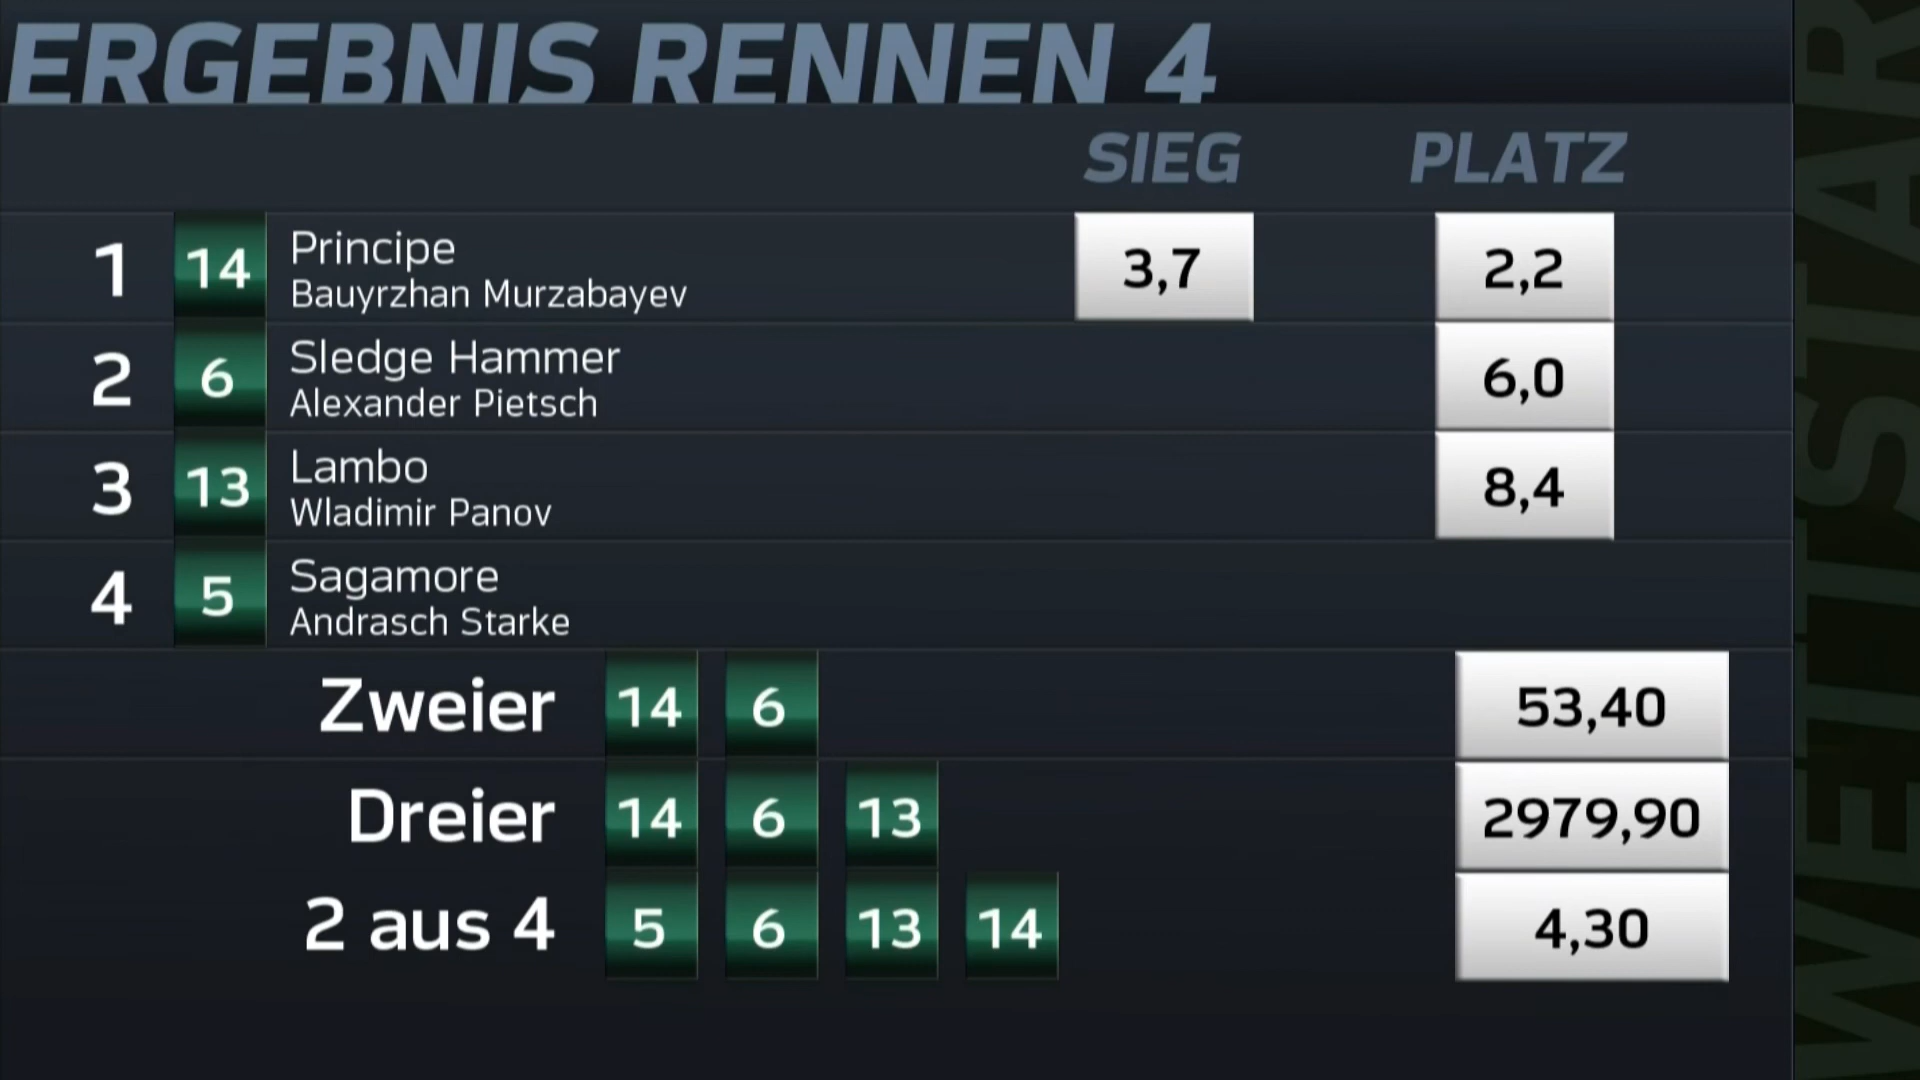 ERGEBNIS RENNEN 4
SIEG PLATZ
1 14 Principe 3,7 2,2
Bauyrzhan Murzabayev
2 6 Sledge Hammer 6,0
Alexander Pietsch
3 13 Lambo 8,4
Wladimir Panov
4 5 Sagamore
Andrasch Starke
Zweier 14 6 53,40
Dreier 14 6 13 2979,90
2 aus 4 5 6 13 14 4,30